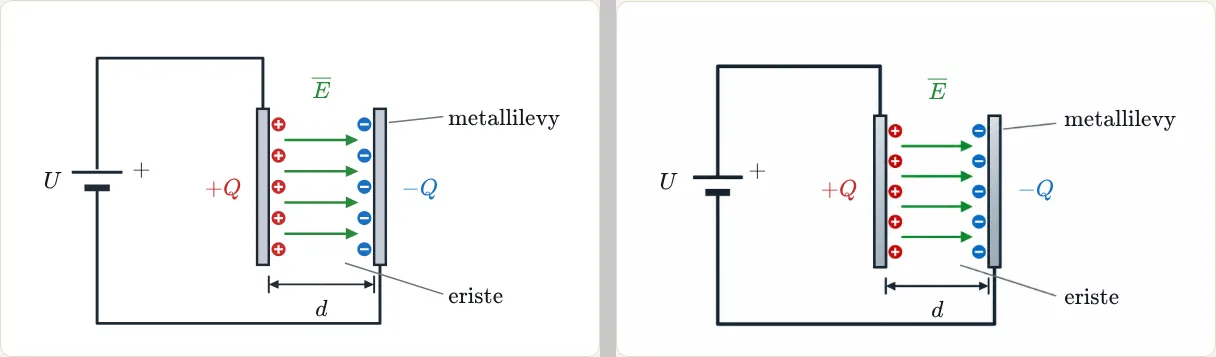 E
metallilevy
+
U
+Q
−Q
eriste
d
E
metallilevy
+
U
+Q
−Q
eriste
d